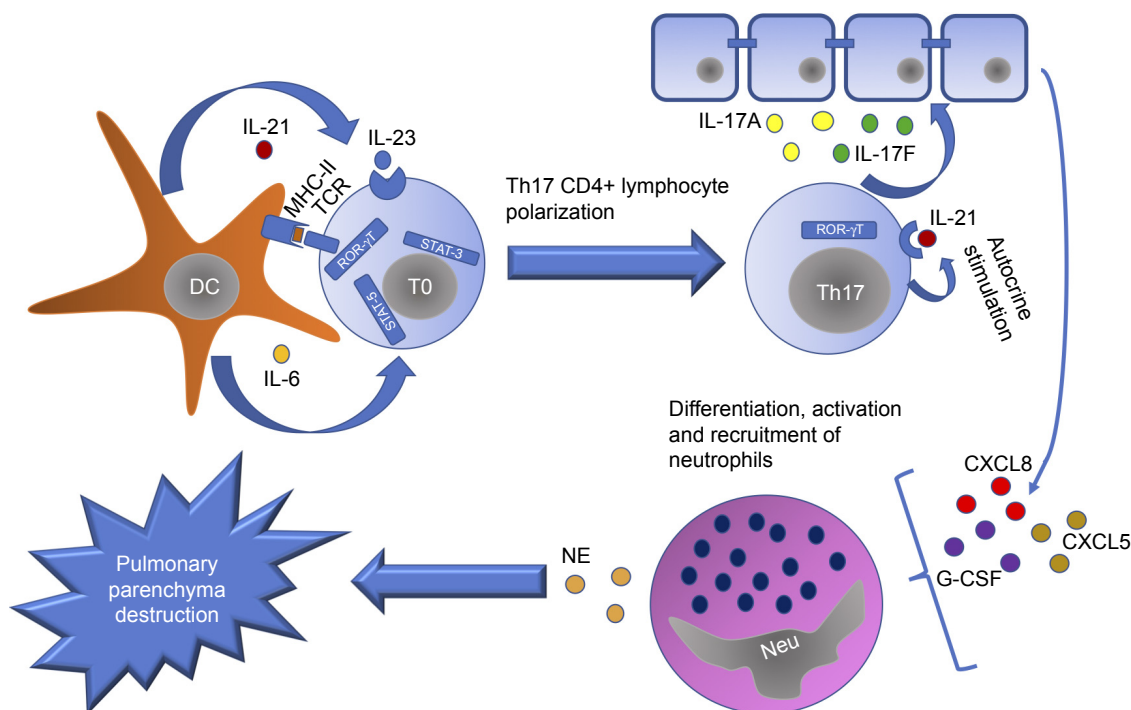 IL-21
IL-23
MHC-II
TCR
ROR-γT
STAT-3
STAT-5
DC
T0
IL-6
Th17 CD4+ lymphocyte
polarization
IL-17A
IL-17F
ROR-γT
IL-21
Th17
Autocrine
stimulation
Differentiation, activation
and recruitment of
neutrophils
CXCL8
CXCL5
G-CSF
Neu
NE
Pulmonary
parenchyma
destruction